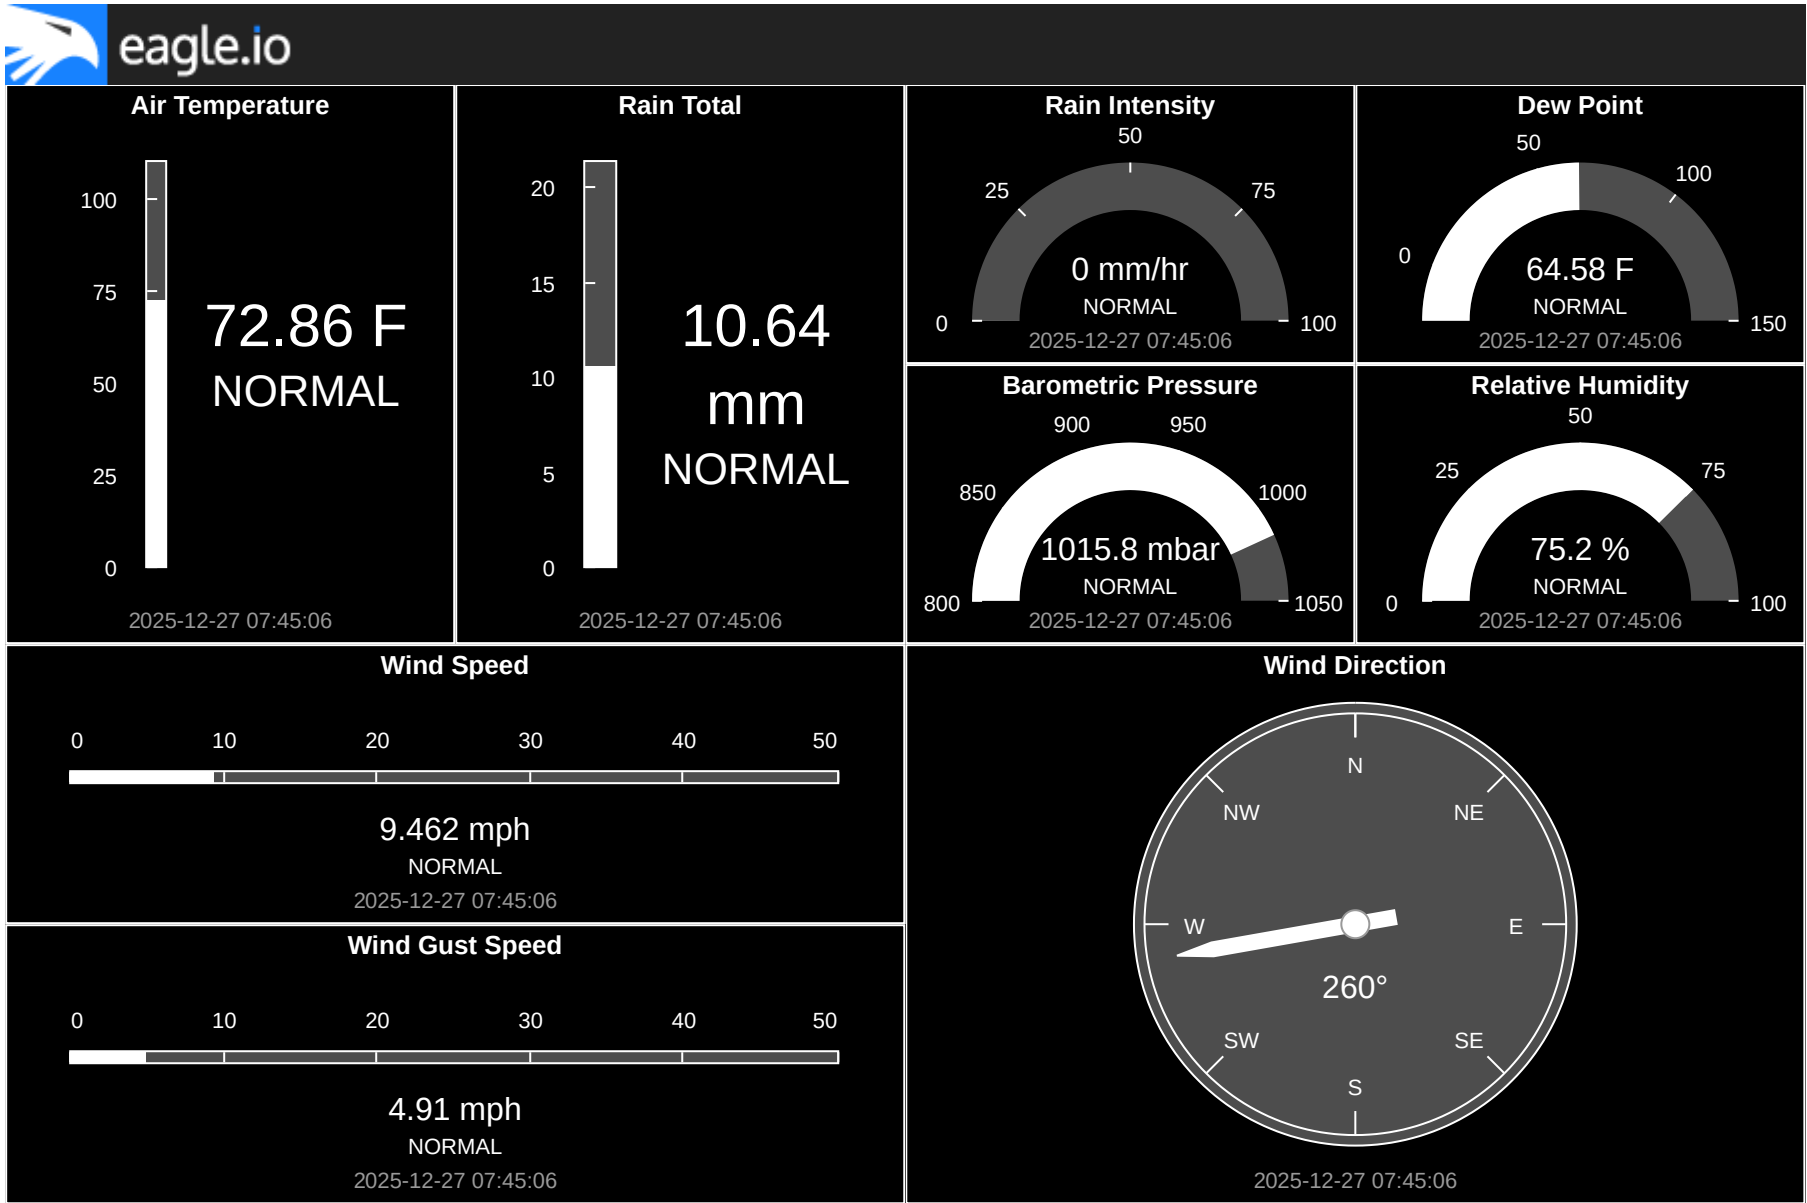 eagle.io
Air Temperature
100
75
50
25
0
72.86 F
NORMAL
2025-12-27 07:45:06
Rain Total
20
15
10
5
0
10.64
mm
NORMAL
2025-12-27 07:45:06
Rain Intensity
0
25
50
75
100
0 mm/hr
NORMAL
2025-12-27 07:45:06
Dew Point
0
50
100
150
64.58 F
NORMAL
2025-12-27 07:45:06
Barometric Pressure
800
850
900
950
1000
1050
1015.8 mbar
NORMAL
2025-12-27 07:45:06
Relative Humidity
0
25
50
75
100
75.2 %
NORMAL
2025-12-27 07:45:06
Wind Speed
0 10 20 30 40 50
9.462 mph
NORMAL
2025-12-27 07:45:06
Wind Gust Speed
0 10 20 30 40 50
4.91 mph
NORMAL
2025-12-27 07:45:06
Wind Direction
N
NW NE
W E
260°
SW SE
S
2025-12-27 07:45:06